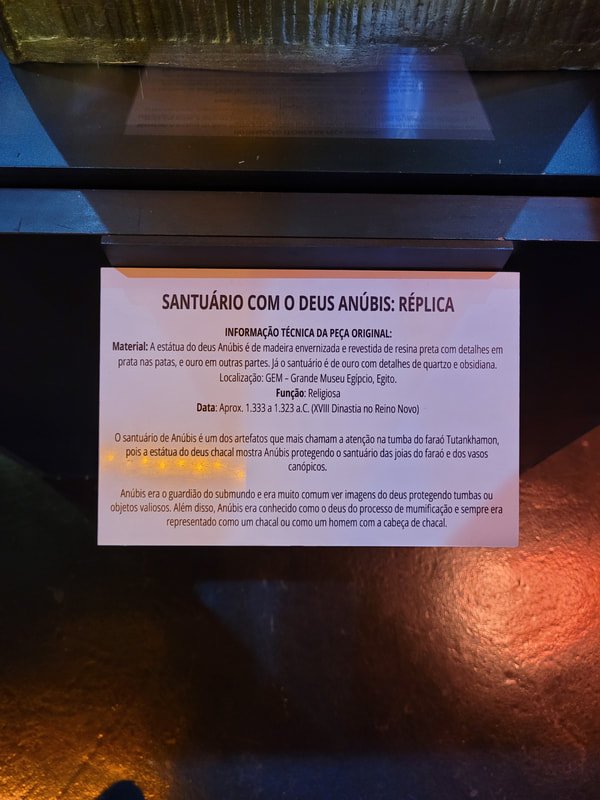 SANTUÁRIO COM O DEUS ANÚBIS: RÉPLICA
INFORMAÇÃO TÉCNICA DA PEÇA ORIGINAL:
Material: A estátua do deus Anúbis é de madeira envernizada e revestida de resina preta com detalhes em
prata nas patas, e ouro em outras partes. Já o santuário é de ouro com detalhes de quartzo e obsidiana.
Localização: GEM – Grande Museu Egípcio, Egito.
Função: Religiosa
Data: Aprox. 1.333 a 1.323 a.C. (XVIII Dinastia no Reino Novo)
O santuário de Anúbis é um dos artefatos que mais chamam a atenção na tumba do faraó Tutankhamon,
pois a estátua do deus chacal mostra Anúbis protegendo o santuário das joias do faraó e dos vasos
canópicos.
Anúbis era o guardião do submundo e era muito comum ver imagens do deus protegendo tumbas ou
objetos valiosos. Além disso, Anúbis era conhecido como o deus do processo de mumificação e sempre era
representado como um chacal ou como um homem com a cabeça de chacal.